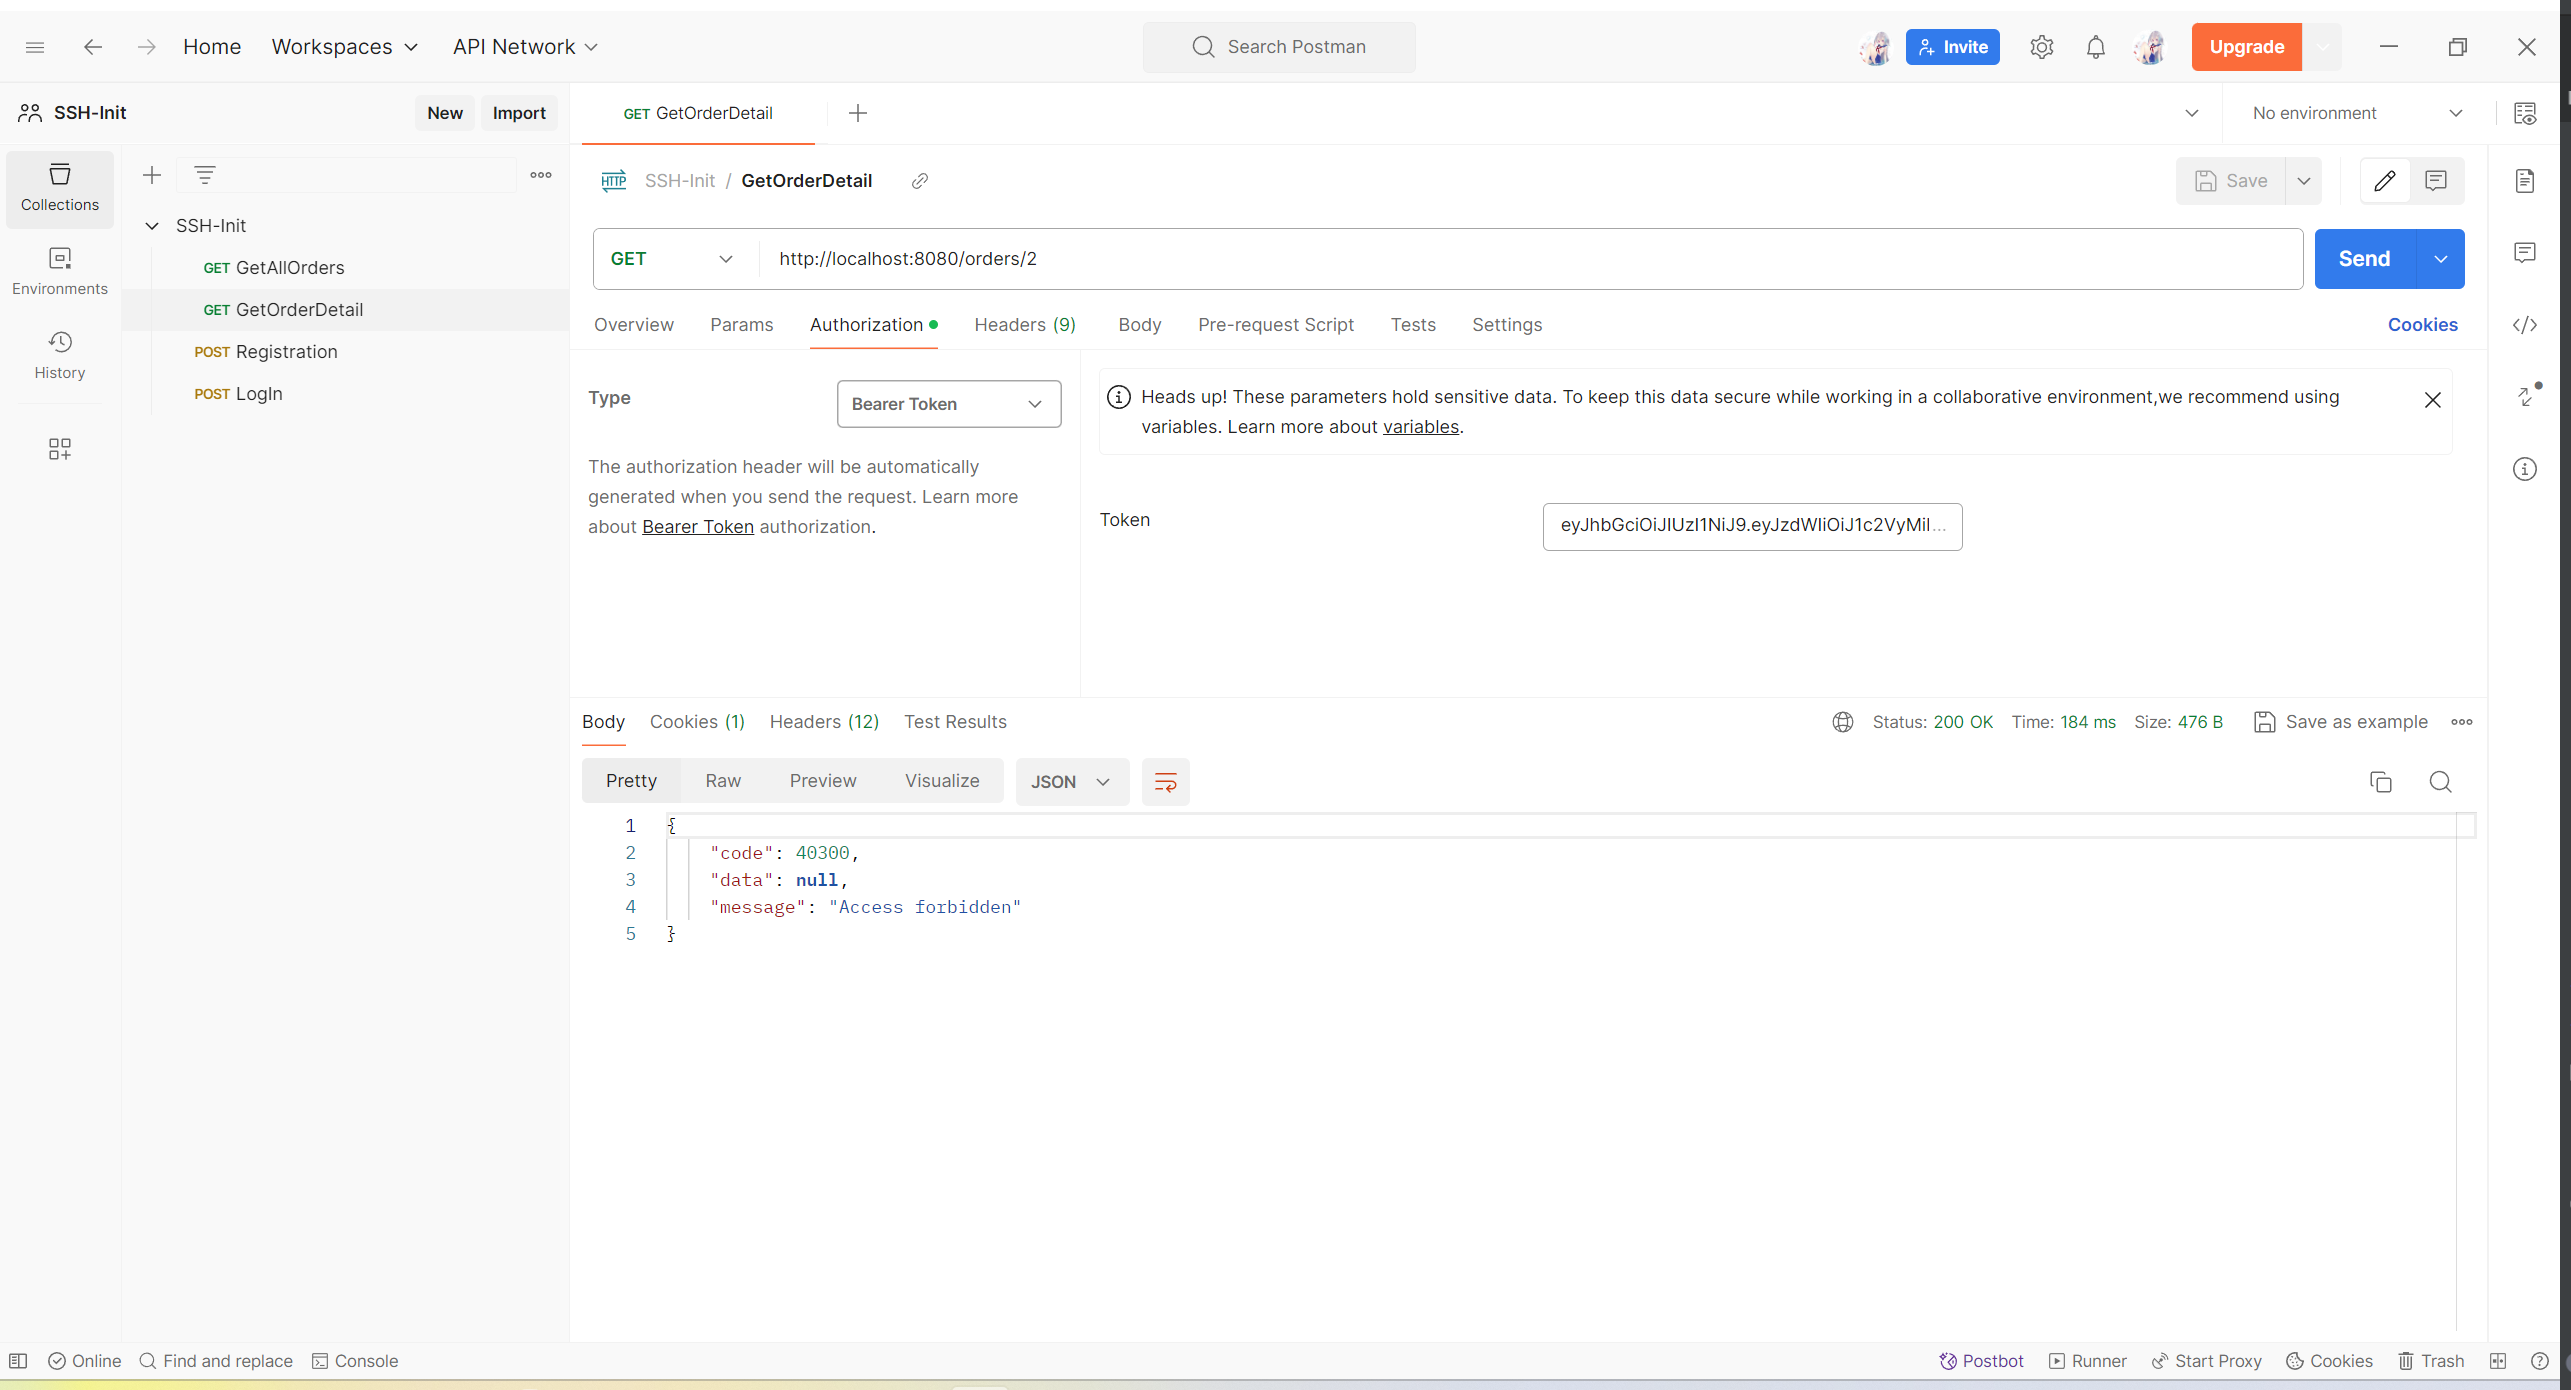 Home
Workspaces
API Network
Search Postman
Invite
Upgrade
SSH-Init
New
Import
GET GetOrderDetail
No environment
Collections
Environments
History
SSH-Init
GET GetAllOrders
GET GetOrderDetail
POST Registration
POST LogIn
HTTP SSH-Init / GetOrderDetail
Save
GET
http://localhost:8080/orders/2
Send
Overview
Params
Authorization
Headers (9)
Body
Pre-request Script
Tests
Settings
Cookies
Type
Bearer Token
The authorization header will be automatically
generated when you send the request. Learn more
about Bearer Token authorization.
Heads up! These parameters hold sensitive data. To keep this data secure while working in a collaborative environment,we recommend using
variables. Learn more about variables.
Token
eyJhbGciOiJIUzI1NiJ9.eyJzdWIiOiJ1c2VyMiI...
Body
Cookies (1)
Headers (12)
Test Results
Status: 200 OK
Time: 184 ms
Size: 476 B
Save as example
Pretty
Raw
Preview
Visualize
JSON
1 {
2 "code": 40300,
3 "data": null,
4 "message": "Access forbidden"
5 }
Online
Find and replace
Console
Postbot
Runner
Start Proxy
Cookies
Trash